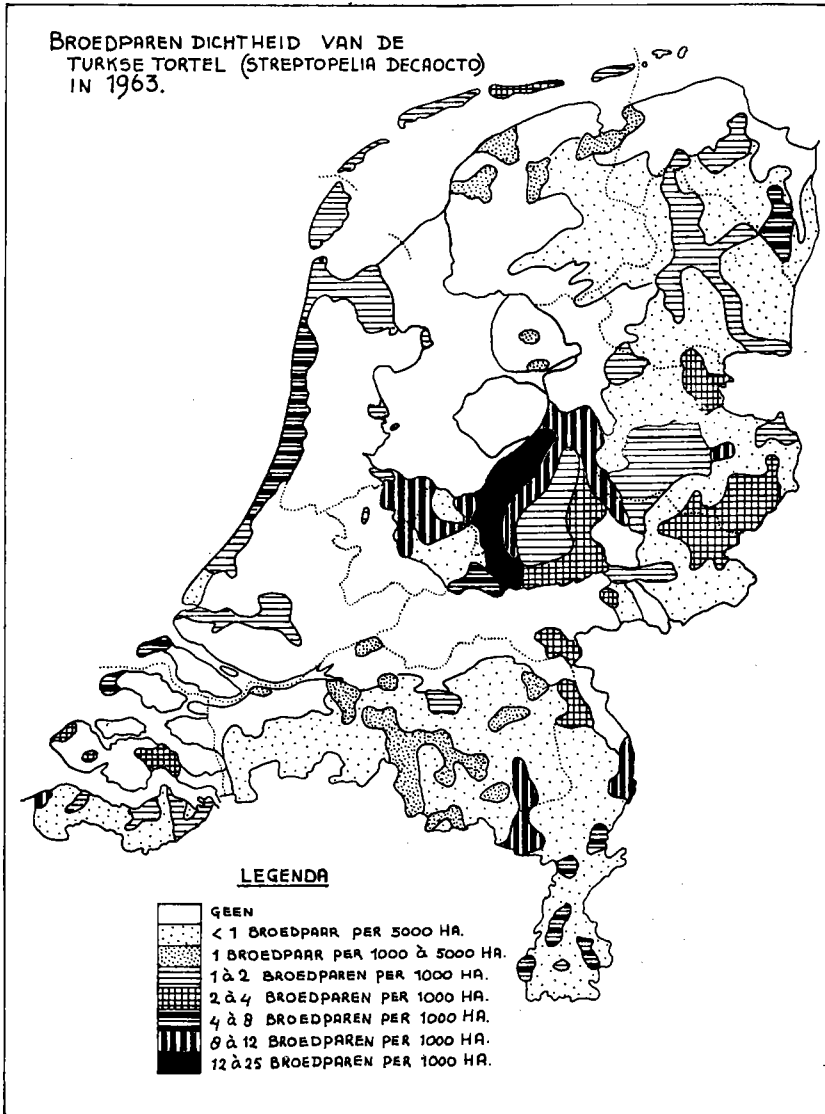 BROEDPAREN DICHTHEID VAN DE
TURKSE TORTEL (STREPTOPELIA DECAOCTO)
IN 1963.
LEGENDA
GEEN
< 1 BROEDPAAR PER 5000 HA.
1 BROEDPAAR PER 1000 à 5000 HA.
1 à 2 BROEDPAREN PER 1000 HA.
2 à 4 BROEDPAREN PER 1000 HA.
4 à 8 BROEDPAREN PER 1000 HA.
8 à 12 BROEDPAREN PER 1000 HA.
12 à 25 BROEDPAREN PER 1000 HA.